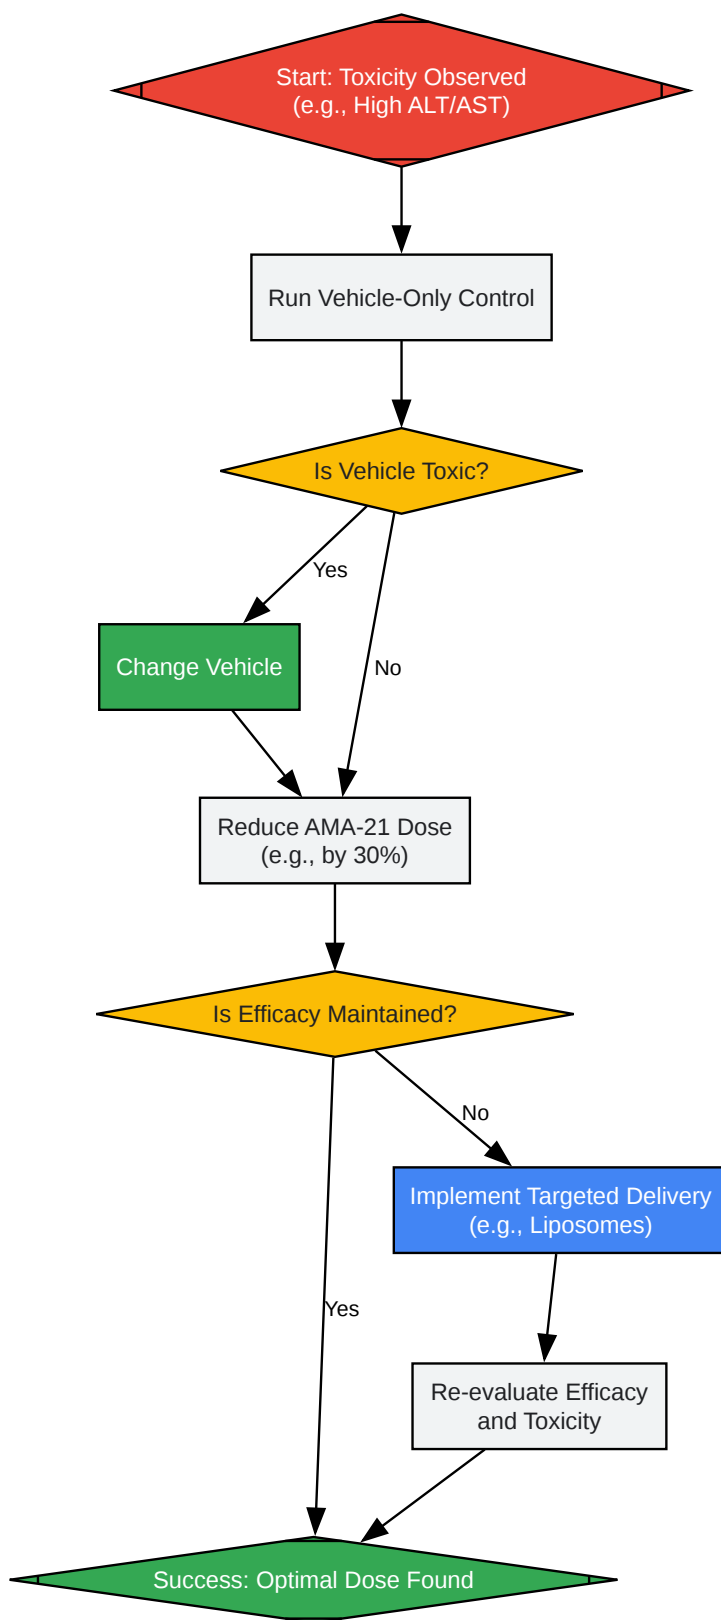 Start: Toxicity Observed
(e.g., High ALT/AST)
Run Vehicle-Only Control
Is Vehicle Toxic?
Yes
Change Vehicle
No
Reduce AMA-21 Dose
(e.g., by 30%)
Is Efficacy Maintained?
No
Implement Targeted Delivery
(e.g., Liposomes)
Yes
Re-evaluate Efficacy
and Toxicity
Success: Optimal Dose Found